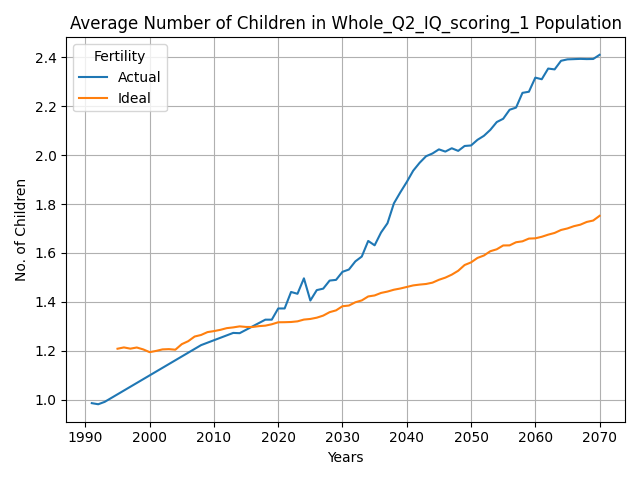 Average Number of Children in Whole_Q2_IQ_scoring_1 Population
Fertility
Actual
Ideal
No. of Children
2.4
2.2
2.0
1.8
1.6
1.4
1.2
1.0
1990 2000 2010 2020 2030 2040 2050 2060 2070
Years